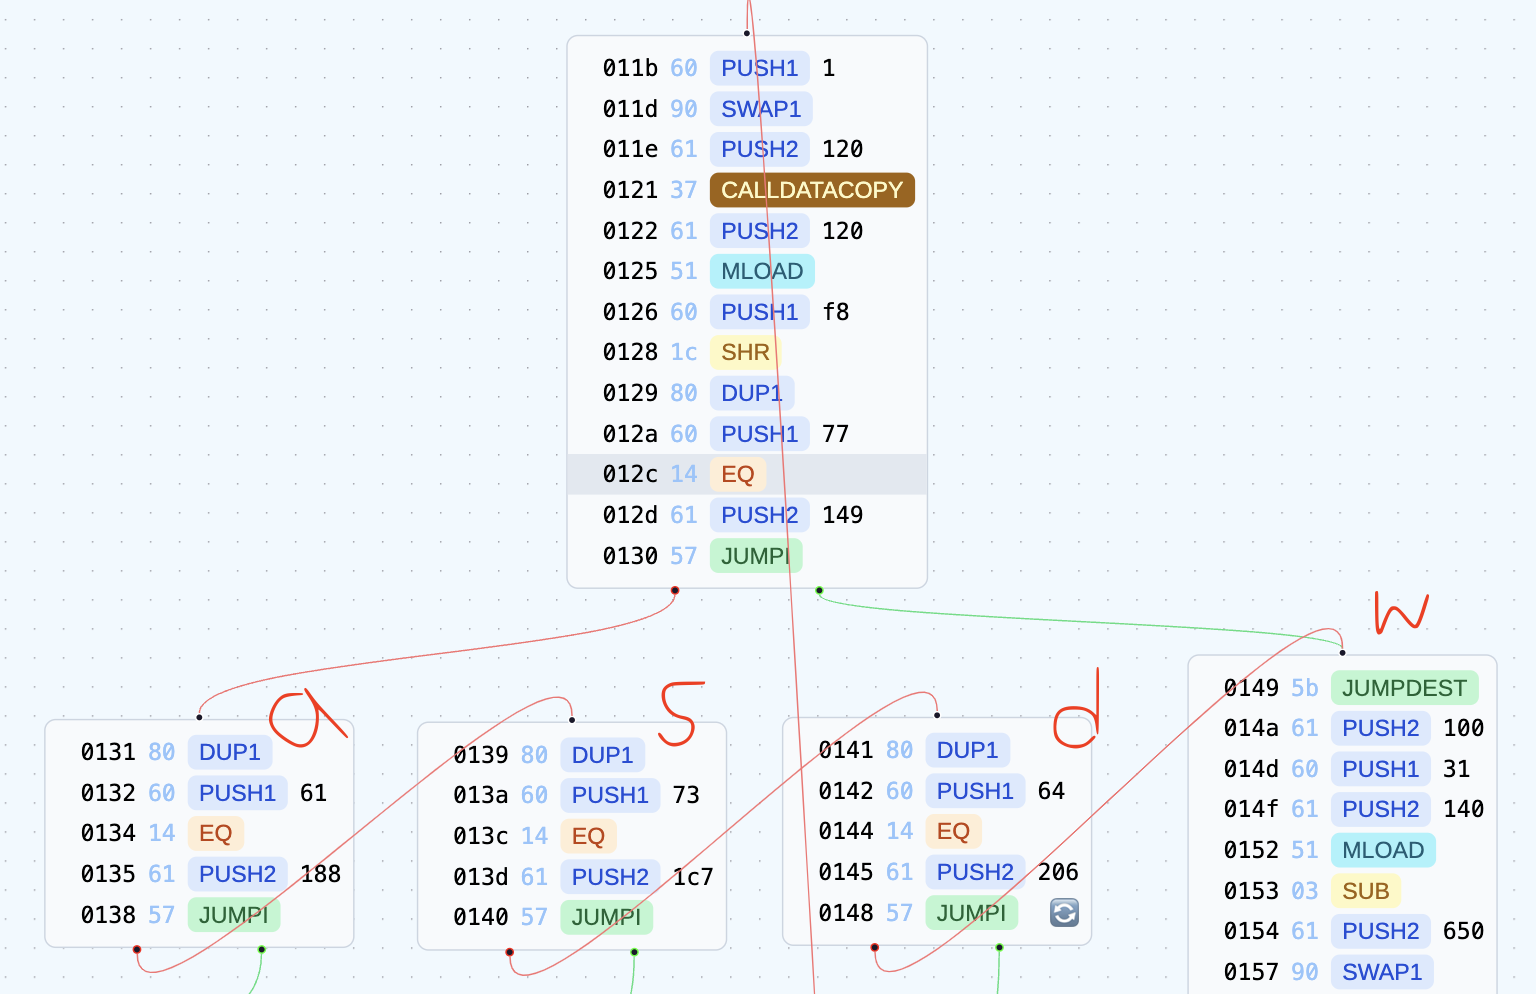 011b 60 PUSH1 1
011d 90 SWAP1
011e 61 PUSH2 120
0121 37 CALLDATACOPY
0122 61 PUSH2 120
0125 51 MLOAD
0126 60 PUSH1 f8
0128 1c SHR
0129 80 DUP1
012a 60 PUSH1 77
012c 14 EQ
012d 61 PUSH2 149
0130 57 JUMPI
a
0131 80 DUP1
0132 60 PUSH1 61
0134 14 EQ
0135 61 PUSH2 188
0138 57 JUMPI
s
0139 80 DUP1
013a 60 PUSH1 73
013c 14 EQ
013d 61 PUSH2 1c7
0140 57 JUMPI
d
0141 80 DUP1
0142 60 PUSH1 64
0144 14 EQ
0145 61 PUSH2 206
0148 57 JUMPI
w
0149 5b JUMPDEST
014a 61 PUSH2 100
014d 60 PUSH1 31
014f 61 PUSH2 140
0152 51 MLOAD
0153 03 SUB
0154 61 PUSH2 650
0157 90 SWAP1